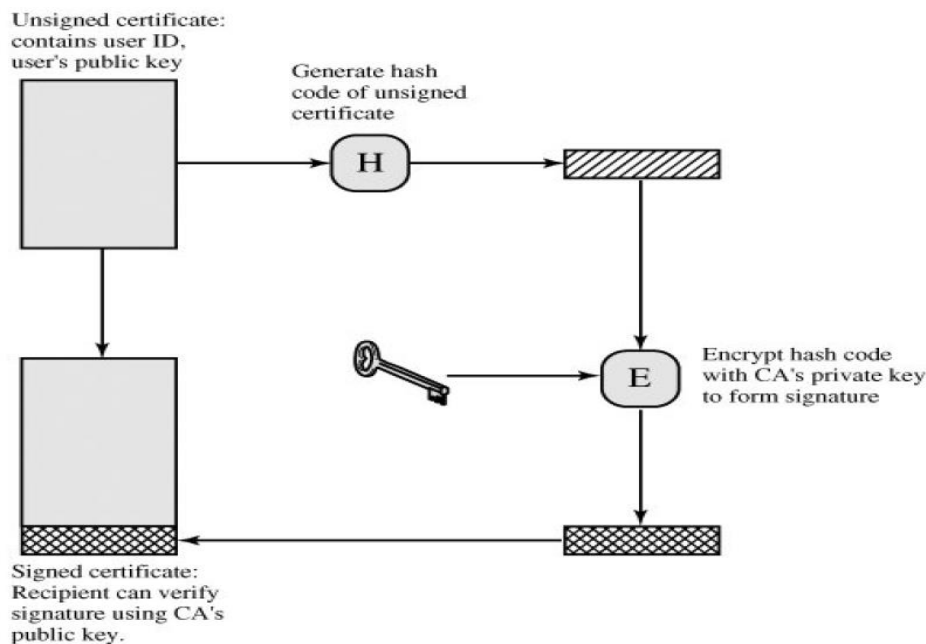 Unsigned certificate:
contains user ID,
user's public key
Generate hash
code of unsigned
certificate
H
E
Encrypt hash code
with CA's private key
to form signature
Signed certificate:
Recipient can verify
signature using CA's
public key.